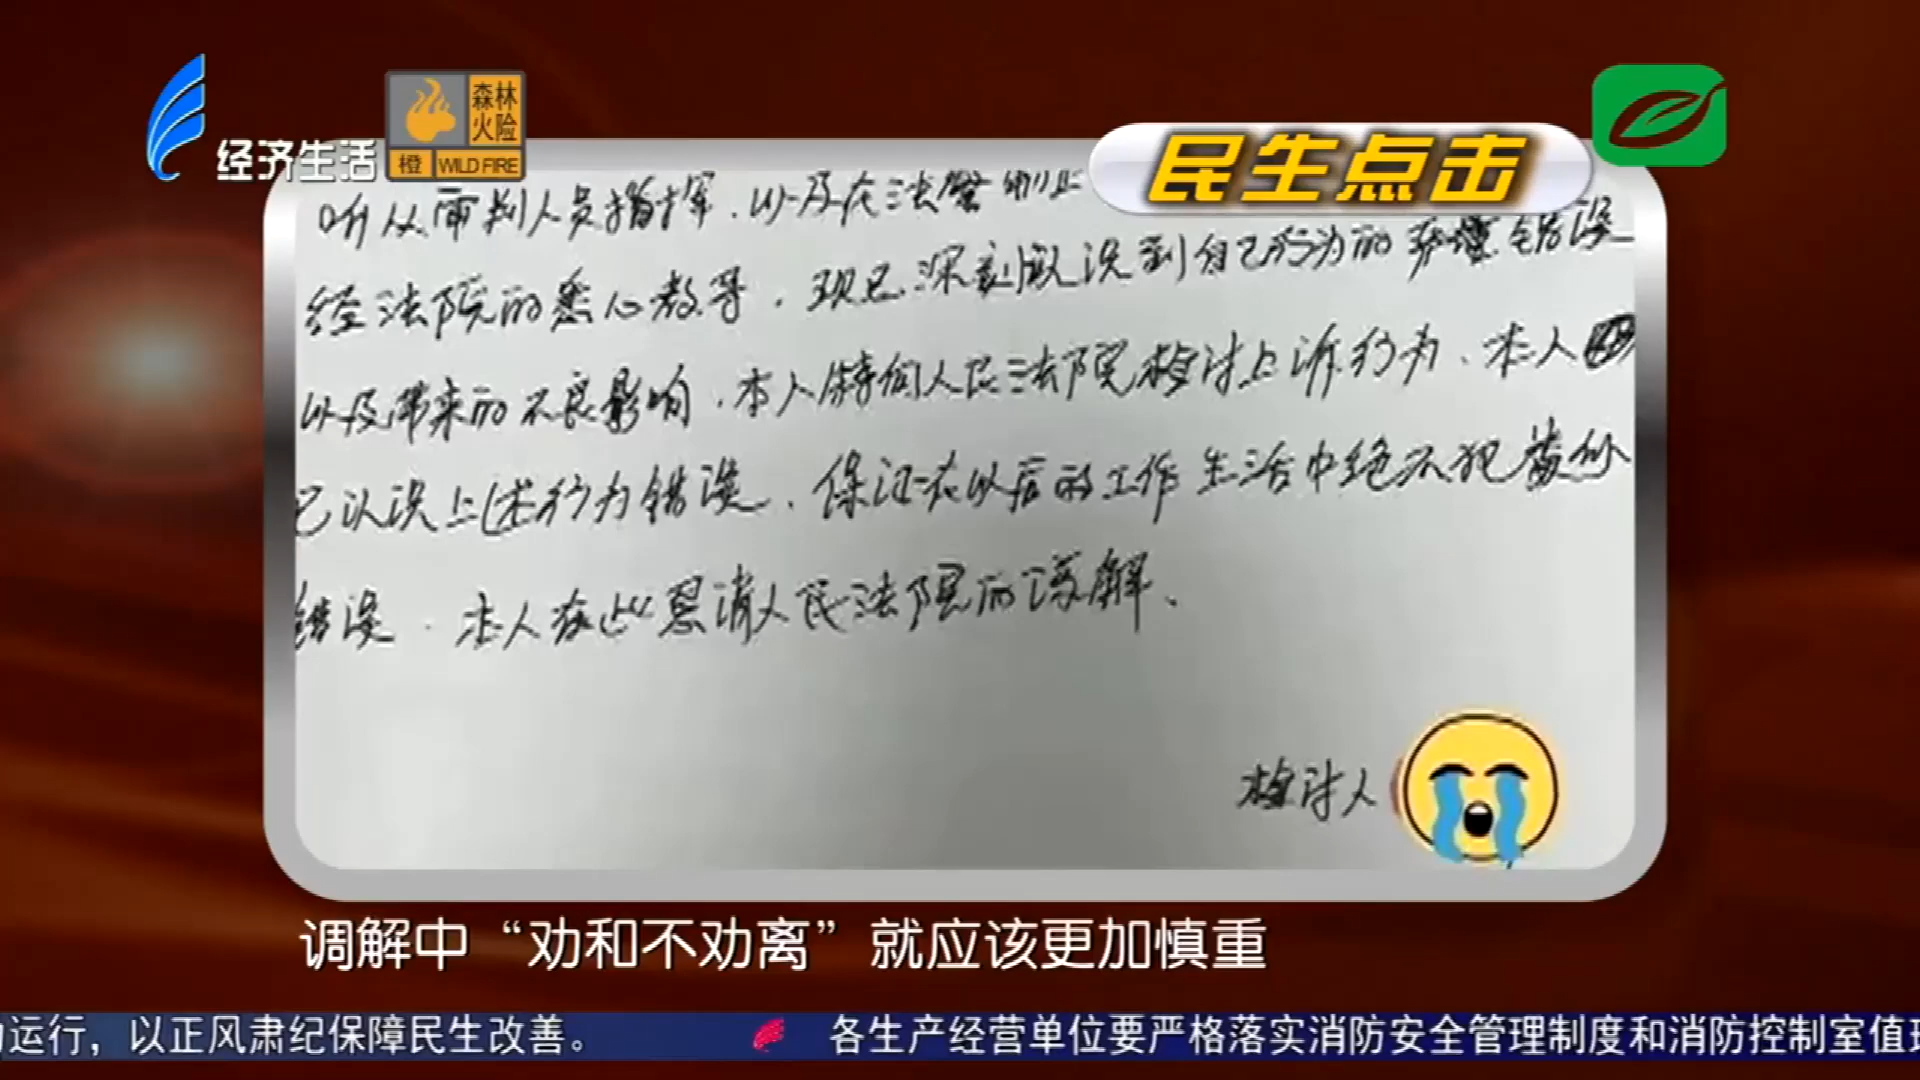 经济生活
森林
火险
橙 WILD FIRE
民生点击
听从审判人员指挥.以及在法警制止
经法院的悉心教导.现已深刻认识到自己行为的严重错误
以及带来的不良影响.本人特向人民法院检讨上诉行为、本人
已认识上述行为错误.保证在以后的工作生活中绝不犯类似
错误.本人在此恳请人民法院的谅解、
检讨人
调解中“劝和不劝离”就应该更加慎重
运行，以正风肃纪保障民生改善。
各生产经营单位要严格落实消防安全管理制度和消防控制室值